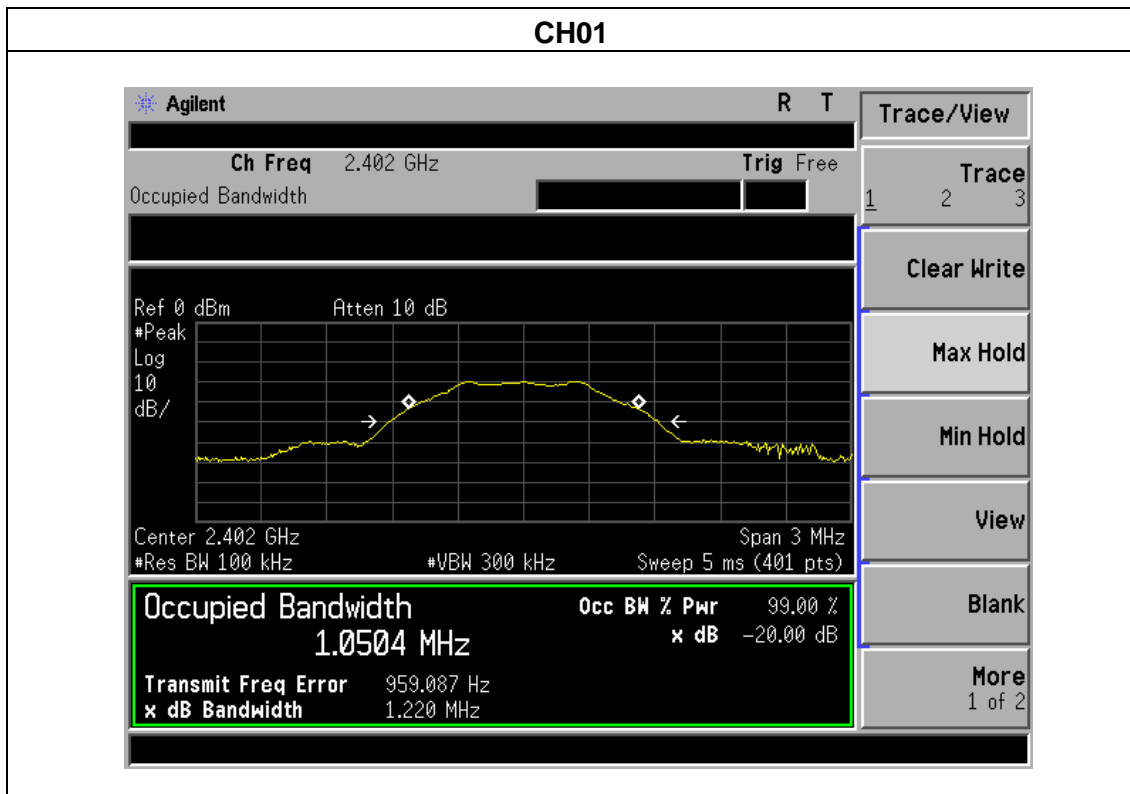 CH01
Agilent R T
Ch Freq 2.402 GHz Trig Free
Occupied Bandwidth
Ref 0 dBm Atten 10 dB
#Peak
Log
10
dB/
Center 2.402 GHz Span 3 MHz
#Res BW 100 kHz #VBW 300 kHz Sweep 5 ms (401 pts)
Occupied Bandwidth Occ BW % Pwr 99.00 %
1.0504 MHz x dB -20.00 dB
Transmit Freq Error 959.087 Hz
x dB Bandwidth 1.220 MHz
Trace/View
Trace
1 2 3
Clear Write
Max Hold
Min Hold
View
Blank
More
1 of 2